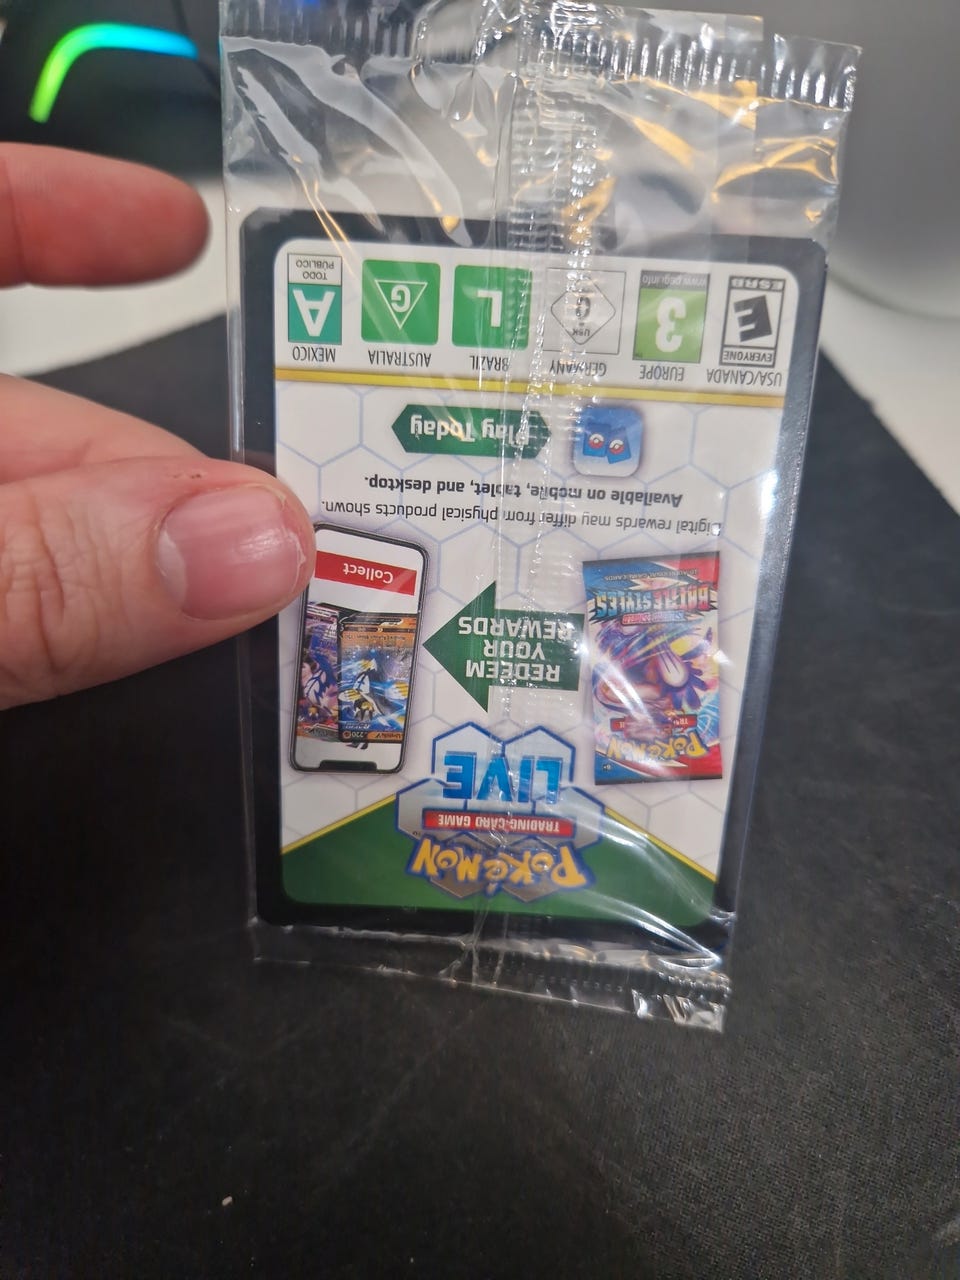 POKéMON
TRADING CARD GAME
LIVE
POKéMON
BATTLE STYLES
REDEEM
YOUR
REWARDS
Collect
Digital rewards may differ from physical products shown.
Available on mobile, tablet, and desktop.
Play Today
USA/CANADA
EUROPE
GERMANY
BRAZIL
AUSTRALIA
MEXICO
EVERYONE
E
ESRB
3
www.pegi.info
USK
L
G
A
TODO
PÚBLICO